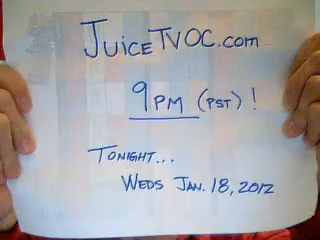 JuiceTVOC.com
9PM (PST) !
TONIGHT...
WEDS JAN. 18, 2012